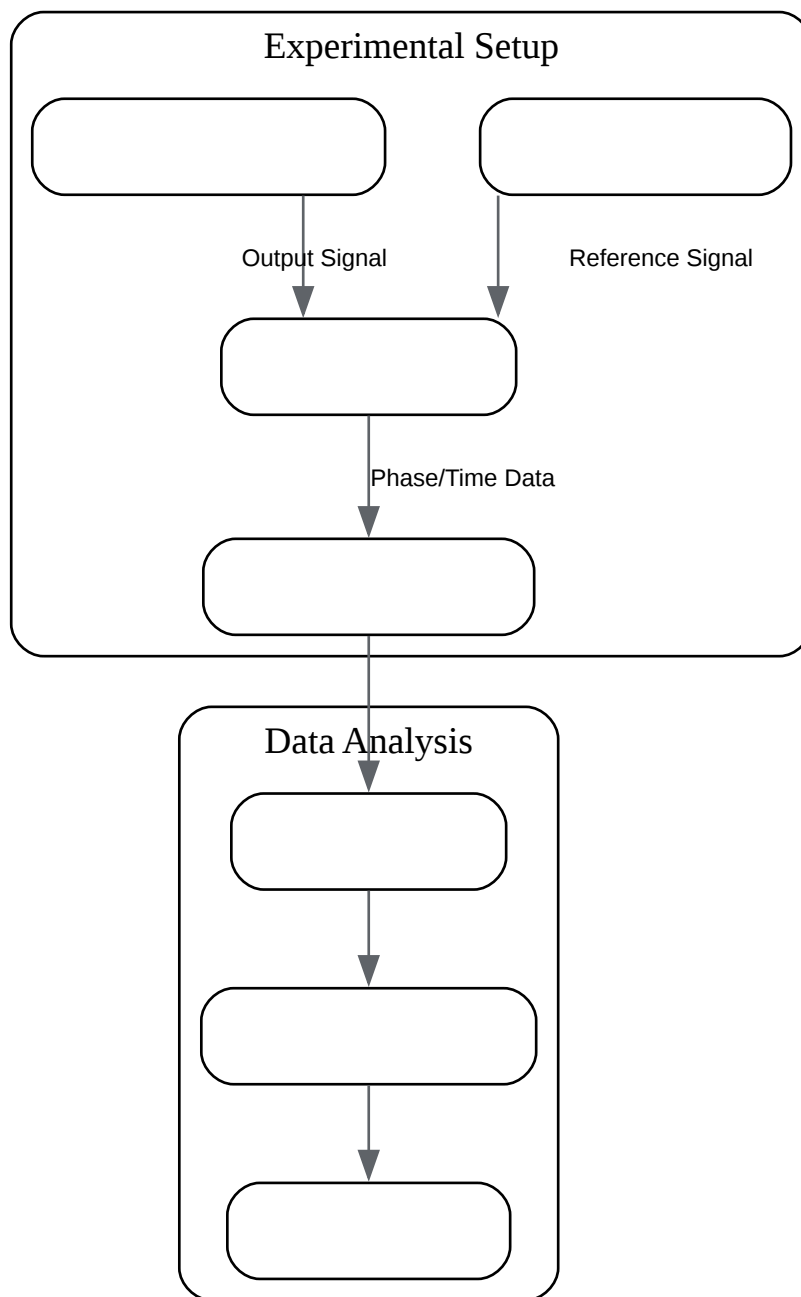 Experimental Setup
Output Signal
Reference Signal
Phase/Time Data
Data Analysis